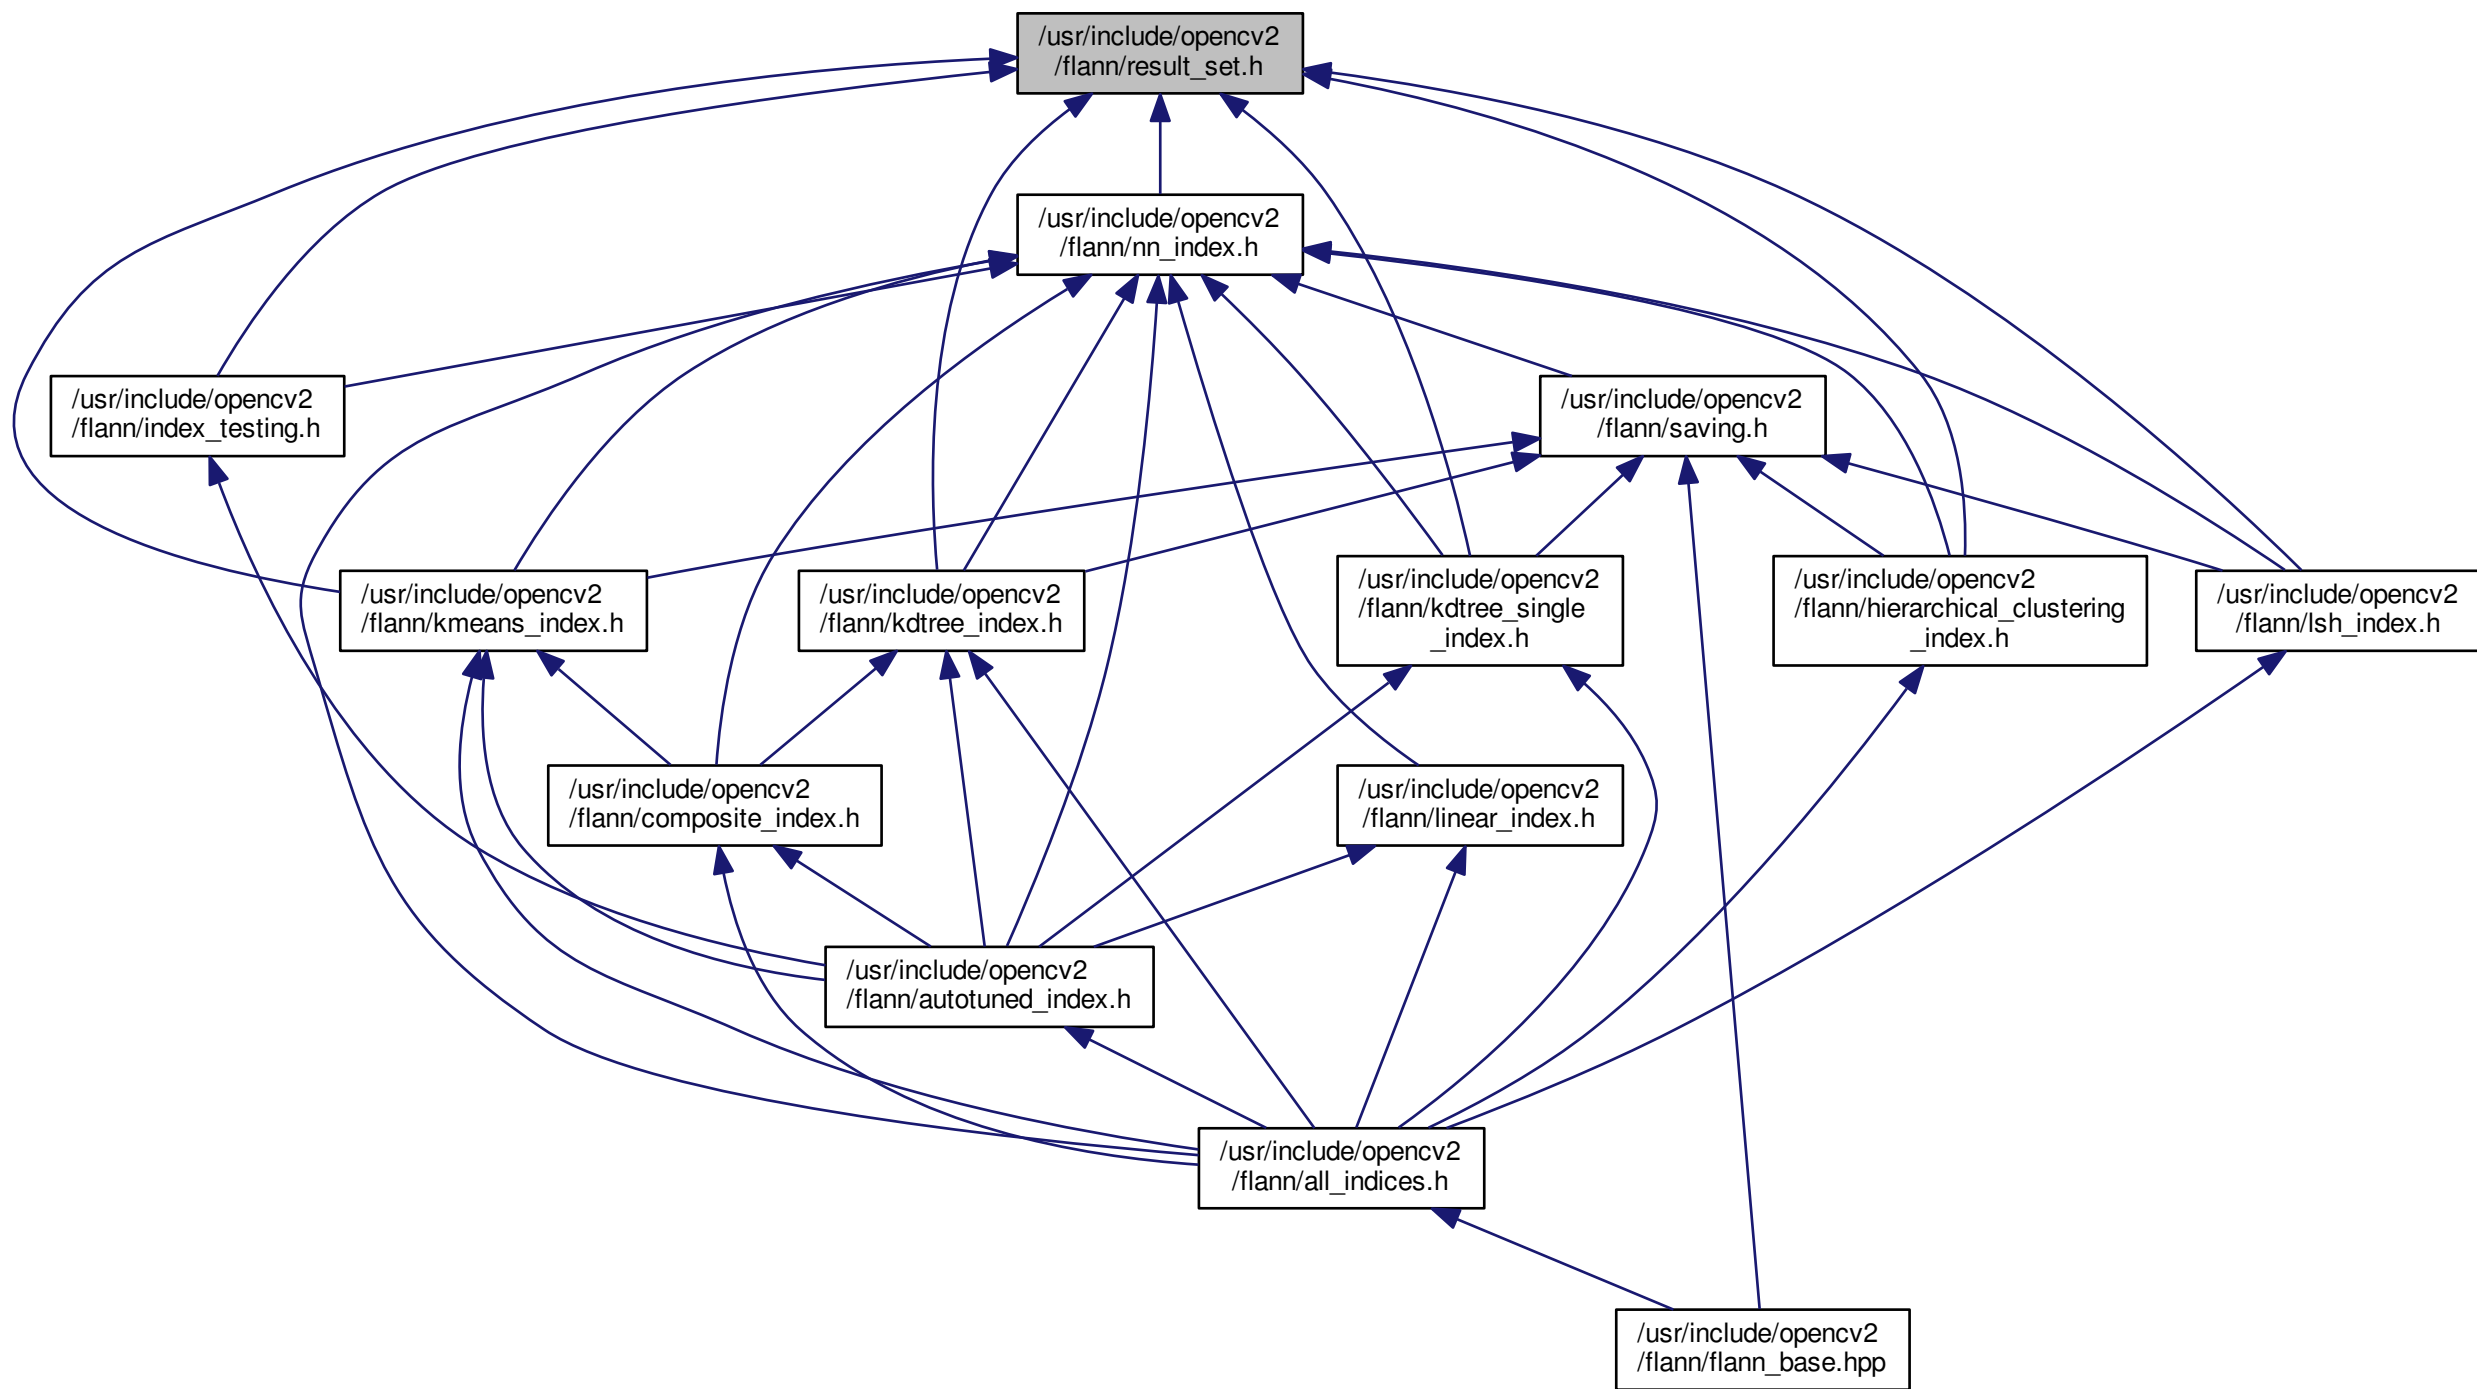 /usr/include/opencv2
/flann/result_set.h
/usr/include/opencv2
/flann/nn_index.h
/usr/include/opencv2
/flann/index_testing.h
/usr/include/opencv2
/flann/saving.h
/usr/include/opencv2
/flann/kmeans_index.h
/usr/include/opencv2
/flann/kdtree_index.h
/usr/include/opencv2
/flann/kdtree_single
_index.h
/usr/include/opencv2
/flann/hierarchical_clustering
_index.h
/usr/include/opencv2
/flann/lsh_index.h
/usr/include/opencv2
/flann/composite_index.h
/usr/include/opencv2
/flann/linear_index.h
/usr/include/opencv2
/flann/autotuned_index.h
/usr/include/opencv2
/flann/all_indices.h
/usr/include/opencv2
/flann/flann_base.hpp